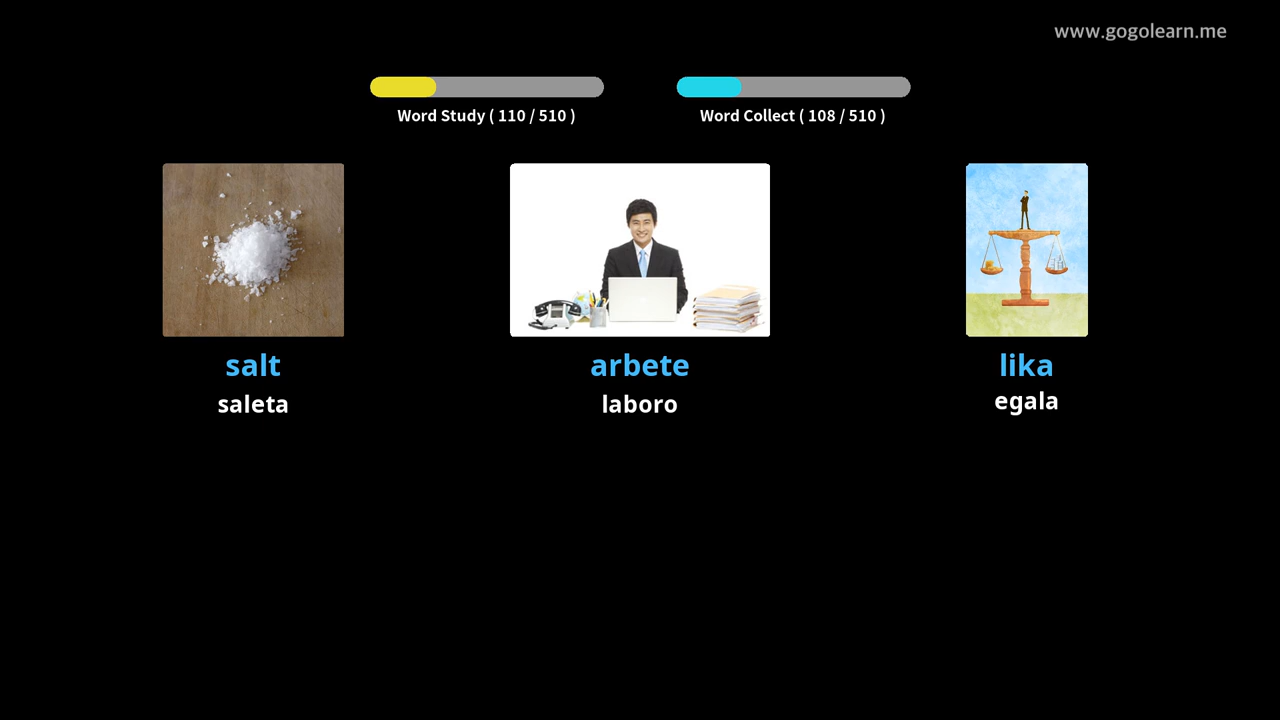 www.gogolearn.me
Word Study ( 110 / 510 )
Word Collect ( 108 / 510 )
salt
saleta
arbete
laboro
lika
egala